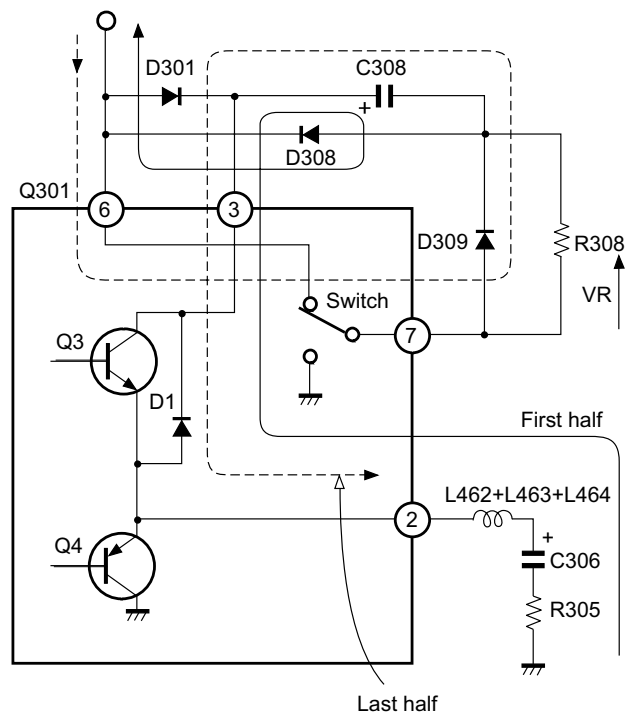 D301
C308
+
D308
Q301
6
3
D309
R308
VR
Switch
7
Q3
D1
First half
L462+L463+L464
2
+
C306
Q4
R305
Last half